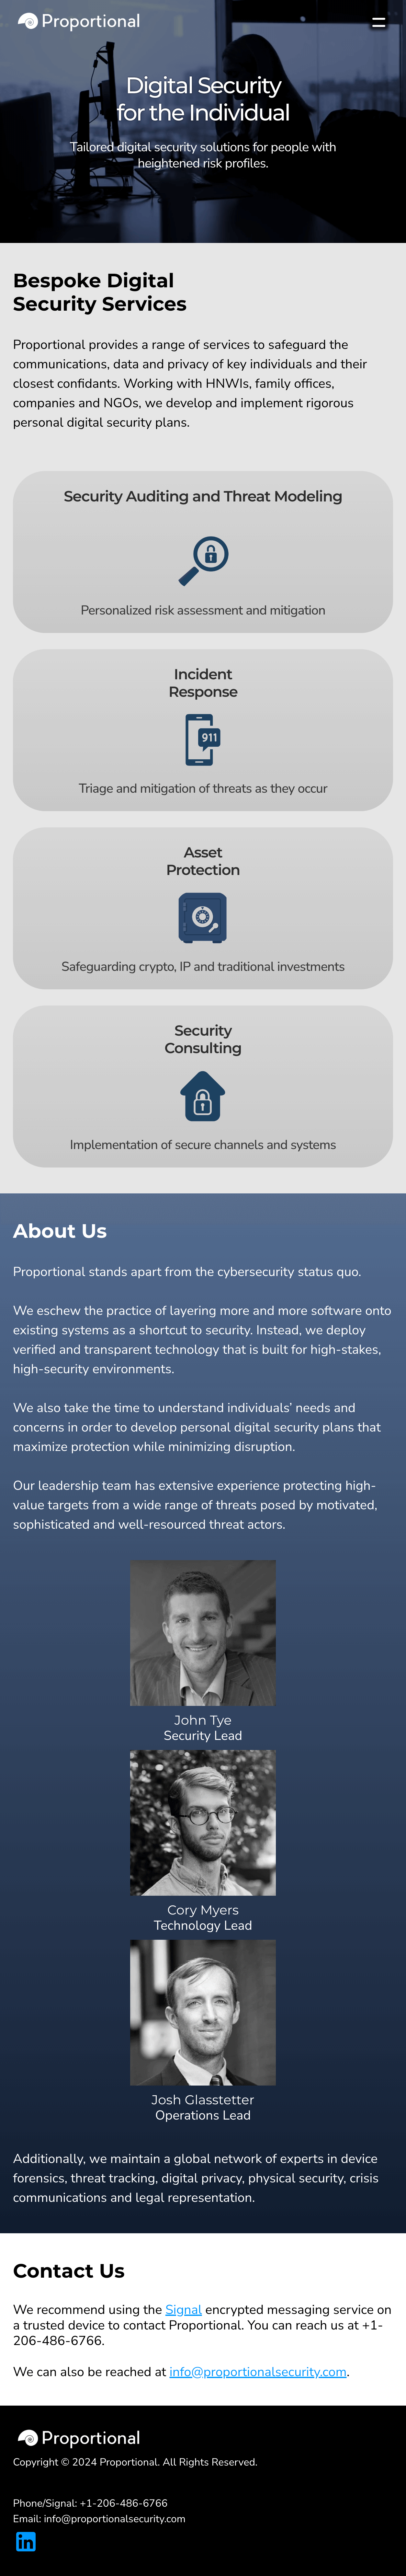 Proportional
Digital Security
for the Individual
Tailored digital security solutions for people with
heightened risk profiles.
Bespoke Digital
Security Services
Proportional provides a range of services to safeguard the
communications, data and privacy of key individuals and their
closest confidants. Working with HNWIs, family offices,
companies and NGOs, we develop and implement rigorous
personal digital security plans.
Security Auditing and Threat Modeling
Personalized risk assessment and mitigation
Incident
Response
911
Triage and mitigation of threats as they occur
Asset
Protection
Safeguarding crypto, IP and traditional investments
Security
Consulting
Implementation of secure channels and systems
About Us
Proportional stands apart from the cybersecurity status quo.
We eschew the practice of layering more and more software onto
existing systems as a shortcut to security. Instead, we deploy
verified and transparent technology that is built for high-stakes,
high-security environments.
We also take the time to understand individuals’ needs and
concerns in order to develop personal digital security plans that
maximize protection while minimizing disruption.
Our leadership team has extensive experience protecting high-
value targets from a wide range of threats posed by motivated,
sophisticated and well-resourced threat actors.
John Tye
Security Lead
Cory Myers
Technology Lead
Josh Glasstetter
Operations Lead
Additionally, we maintain a global network of experts in device
forensics, threat tracking, digital privacy, physical security, crisis
communications and legal representation.
Contact Us
We recommend using the Signal encrypted messaging service on
a trusted device to contact Proportional. You can reach us at +1-
206-486-6766.
We can also be reached at info@proportionalsecurity.com.
Proportional
Copyright © 2024 Proportional. All Rights Reserved.
Phone/Signal: +1-206-486-6766
Email: info@proportionalsecurity.com
in